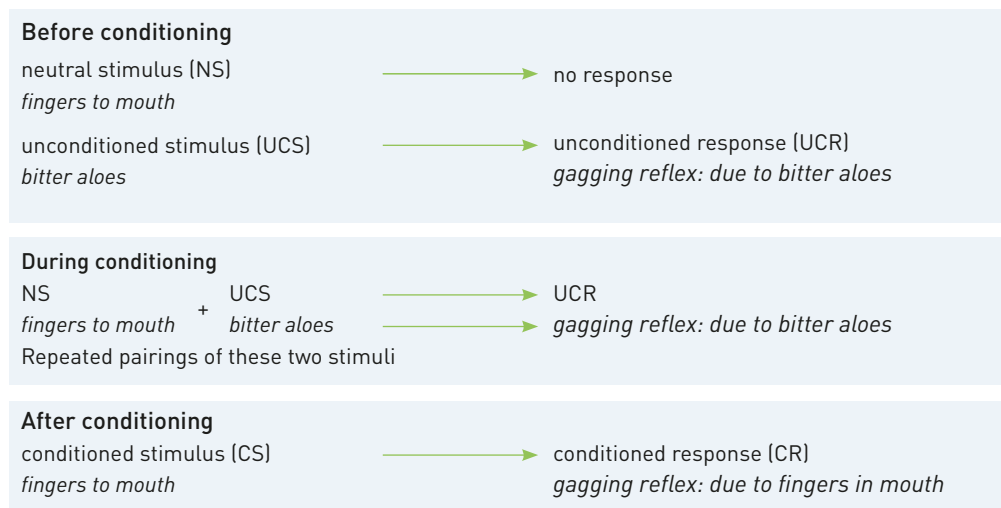 Before conditioning
neutral stimulus (NS)
no response
fingers to mouth
unconditioned stimulus (UCS)
unconditioned response (UCR)
bitter aloes
gagging reflex: due to bitter aloes
During conditioning
NS + UCS
UCR
fingers to mouth bitter aloes
gagging reflex: due to bitter aloes
Repeated pairings of these two stimuli
After conditioning
conditioned stimulus (CS)
conditioned response (CR)
fingers to mouth
gagging reflex: due to fingers in mouth